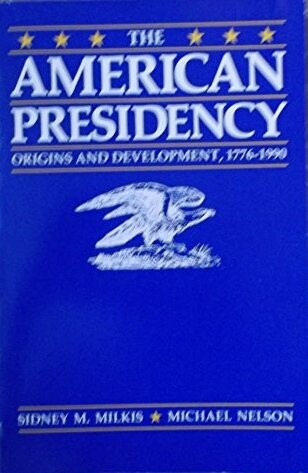 THE
AMERICAN
PRESIDENCY
ORIGINS AND DEVELOPMENT, 1776-1990
SIDNEY M. MILKIS ★ MICHAEL NELSON